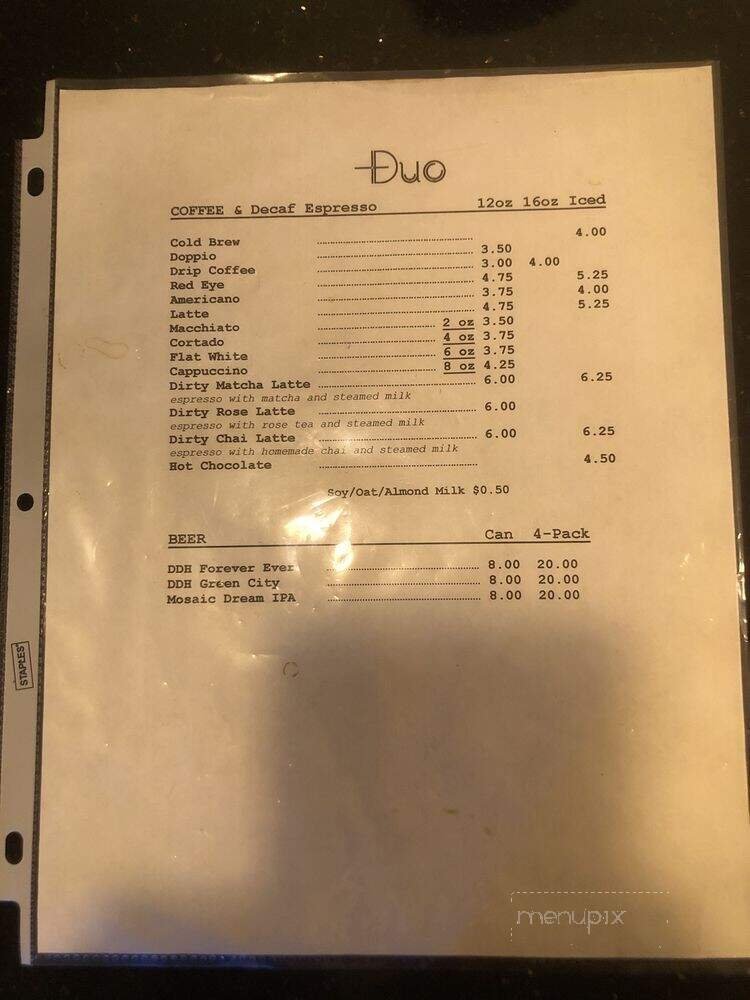 Duo
COFFEE & Decaf Espresso 12oz 16oz Iced
Cold Brew 4.00
Doppio 3.50
Drip Coffee 3.00 4.00
Red Eye 4.75 5.25
Americano 3.75 4.00
Latte 4.75 5.25
Macchiato 2 oz 3.50
Cortado 4 oz 3.75
Flat White 6 oz 3.75
Cappuccino 8 oz 4.25
Dirty Matcha Latte 6.00 6.25
espresso with matcha and steamed milk
Dirty Rose Latte 6.00
espresso with rose tea and steamed milk
Dirty Chai Latte 6.00 6.25
espresso with homemade chai and steamed milk
Hot Chocolate 4.50
Soy/Oat/Almond Milk $0.50
BEER Can 4-Pack
DDH Forever Ever 8.00 20.00
DDH Green City 8.00 20.00
Mosaic Dream IPA 8.00 20.00
STAPLES
menupix